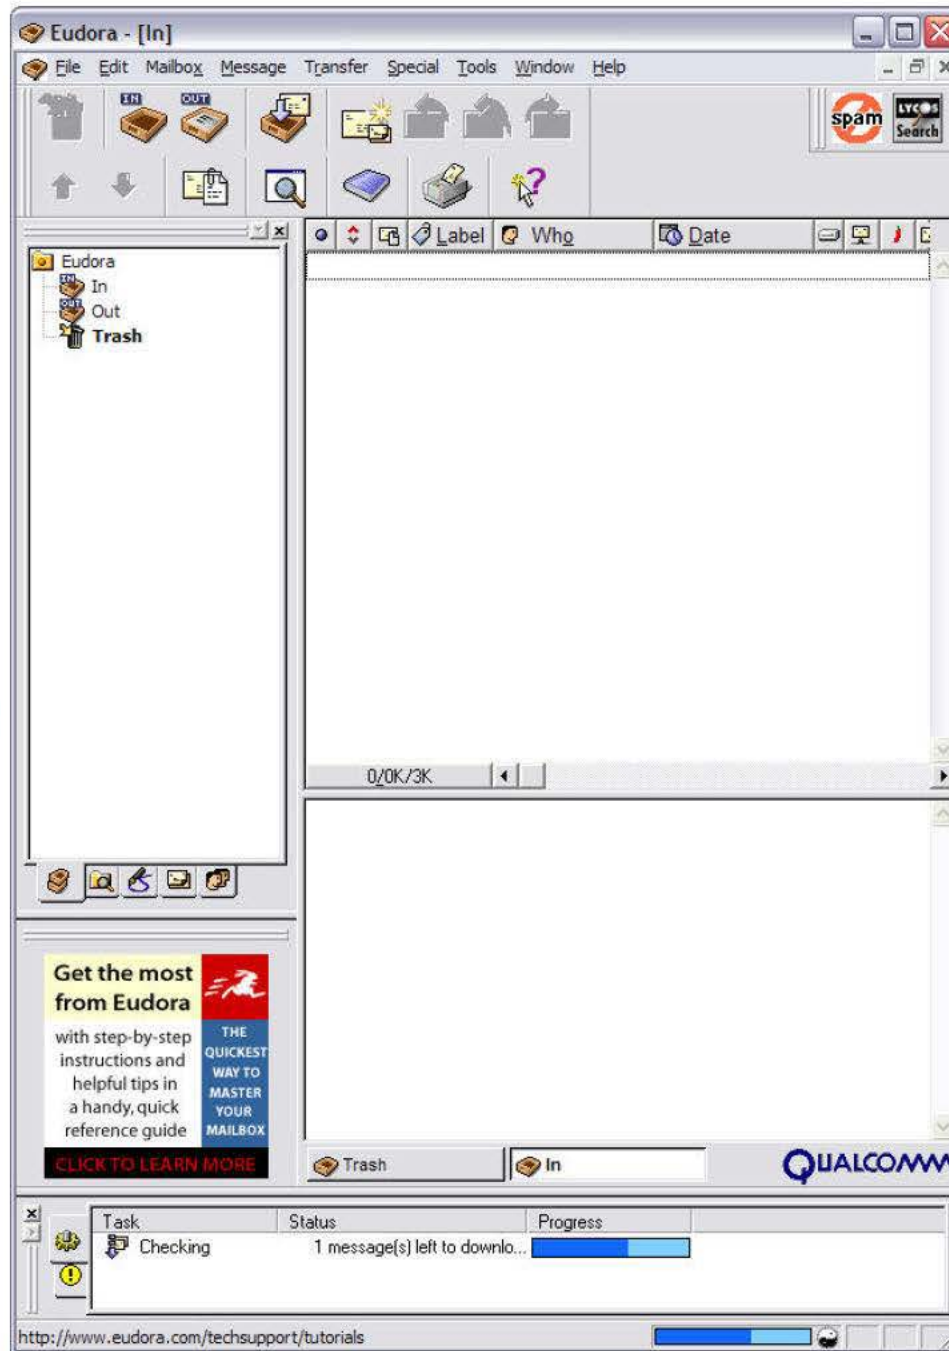 Eudora - [In]
File Edit Mailbox Message Transfer Special Tools Window Help
IN OUT
spam LYCOS Search
Label Who Date
Eudora
IN In
OUT Out
Trash
0/0K/3K
Get the most
from Eudora
with step-by-step
instructions and
helpful tips in
a handy, quick
reference guide
THE
QUICKEST
WAY TO
MASTER
YOUR
MAILBOX
CLICK TO LEARN MORE
Trash In QUALCOMM
Task Status Progress
Checking 1 message(s) left to downlo...
http://www.eudora.com/techsupport/tutorials